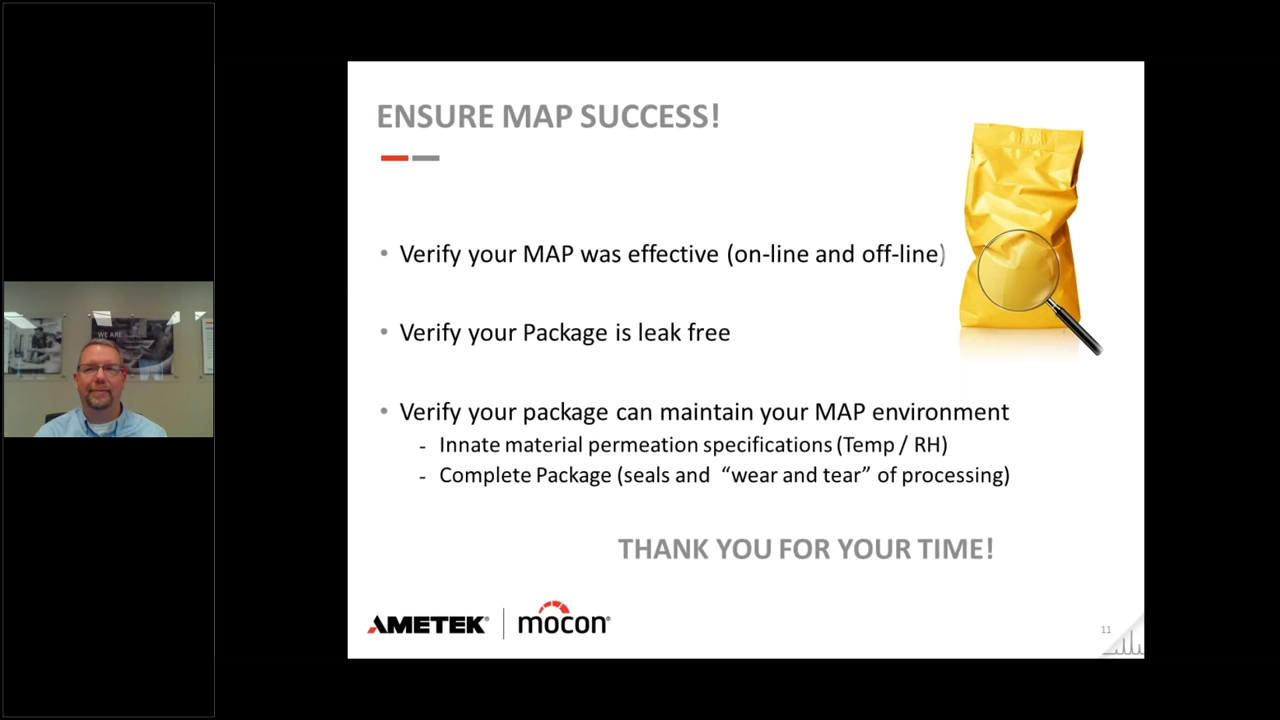 ENSURE MAP SUCCESS!
• Verify your MAP was effective (on-line and off-line)
• Verify your Package is leak free
• Verify your package can maintain your MAP environment
- Innate material permeation specifications (Temp / RH)
- Complete Package (seals and “wear and tear” of processing)
THANK YOU FOR YOUR TIME!
AMETEK® mocon®
11
WE ARE